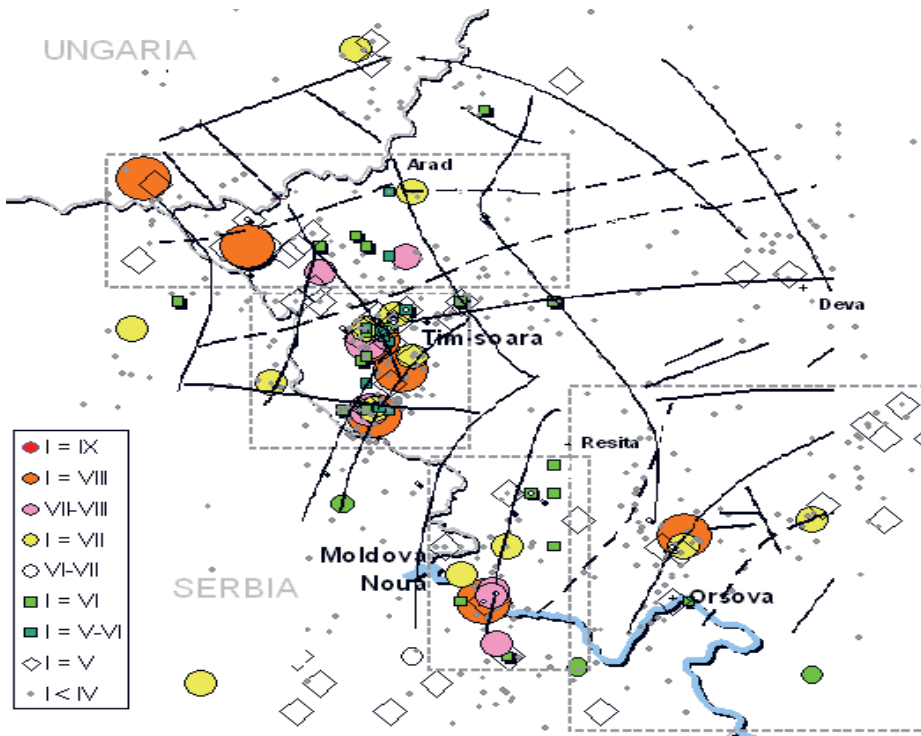 UNGARIA
Arad
Deva
Tim-soara
Resita
I = IX
I = VIII
VII-VIII
I = VII
VI-VII
I = VI
I = V-VI
I = V
I < IV
Moldova
Noua
SERBIA
Orsova